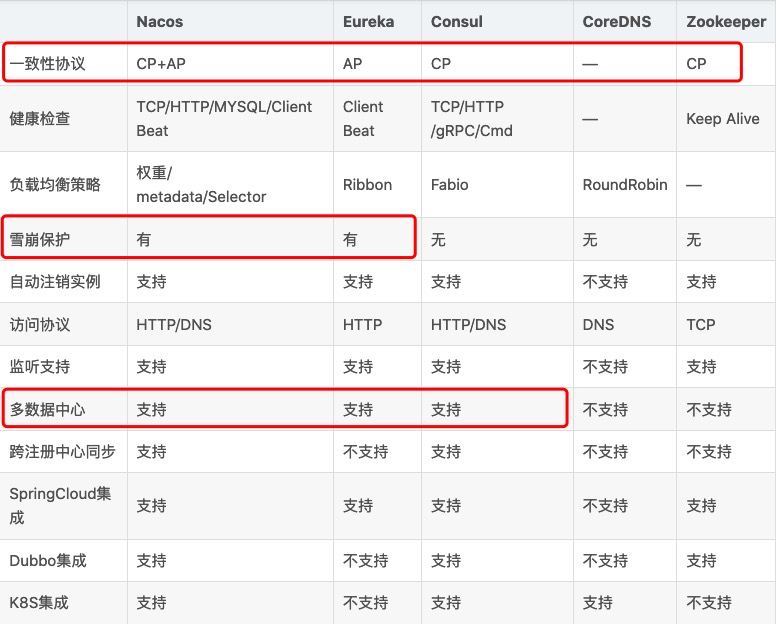 Nacos Eureka Consul CoreDNS Zookeeper
一致性协议 CP+AP AP CP — CP
健康检查 TCP/HTTP/MYSQL/Client Beat Client Beat TCP/HTTP/gRPC/Cmd — Keep Alive
负载均衡策略 权重/metadata/Selector Ribbon Fabio RoundRobin —
雪崩保护 有 有 无 无 无
自动注销实例 支持 支持 支持 不支持 支持
访问协议 HTTP/DNS HTTP HTTP/DNS DNS TCP
监听支持 支持 支持 支持 不支持 支持
多数据中心 支持 支持 支持 不支持 不支持
跨注册中心同步 支持 不支持 支持 不支持 不支持
SpringCloud集成 支持 支持 支持 不支持 支持
Dubbo集成 支持 不支持 支持 不支持 支持
K8S集成 支持 不支持 支持 支持 不支持